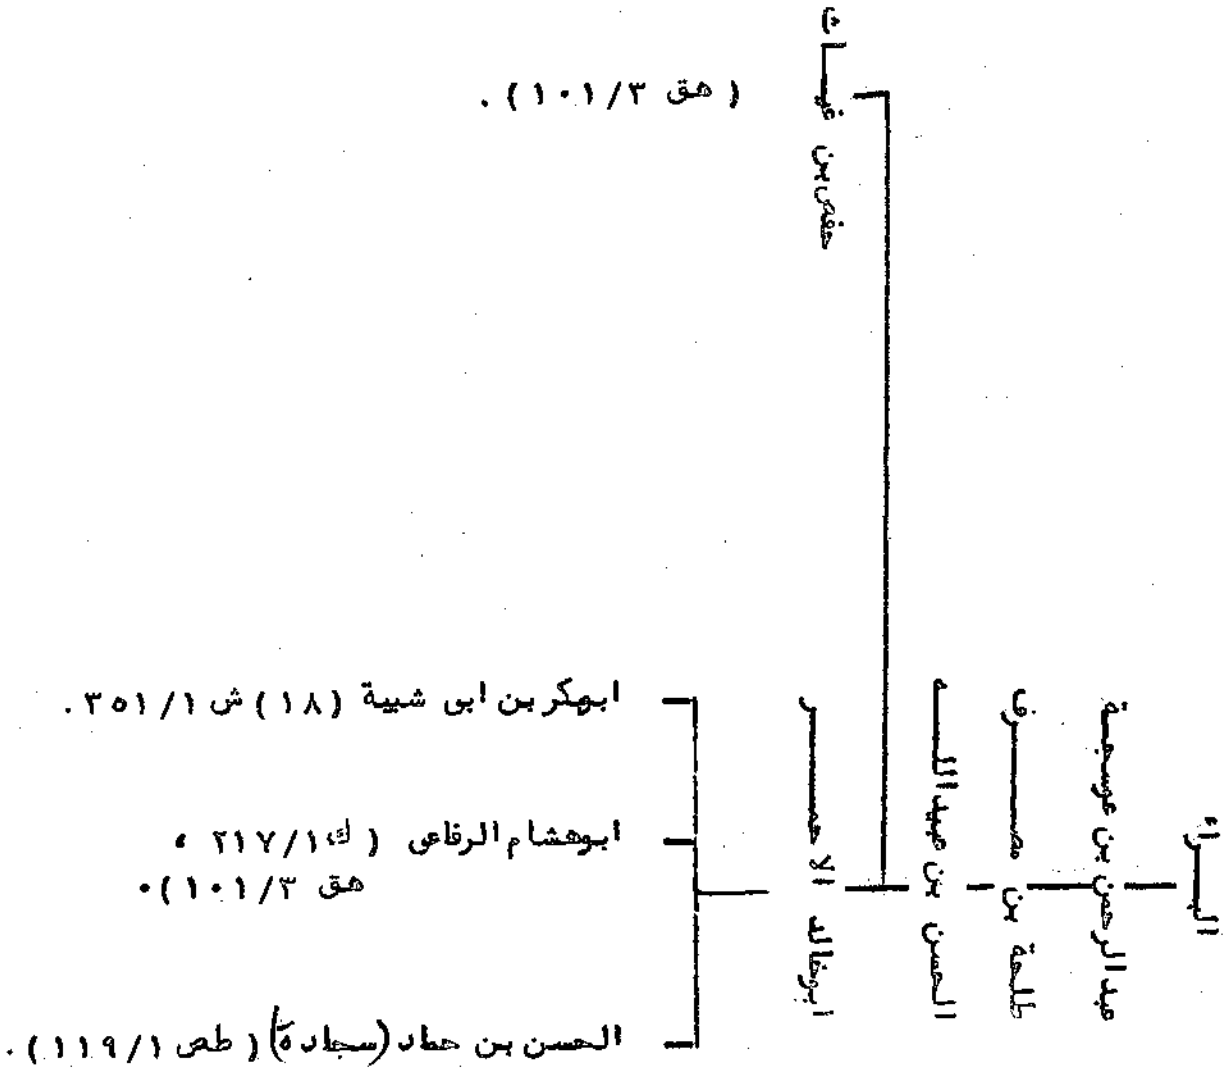 البراء
عبدالرحمن بن عوسجة
طلحة بن مصرف
الحسن بن عبيدالله
حفص بن غياث
( هق ٣/١٠١ ) .
ابوخالد الاحمر
ابوبكر بن ابى شيبة (١٨) ش ١/٣٥١ .
ابوهشام الرفاعى ( ك ١/٢١٧ ،
هق ٣/١٠١ ) .
الحسن بن حماد (سجادة) ( طص ١/١١٩ ) .